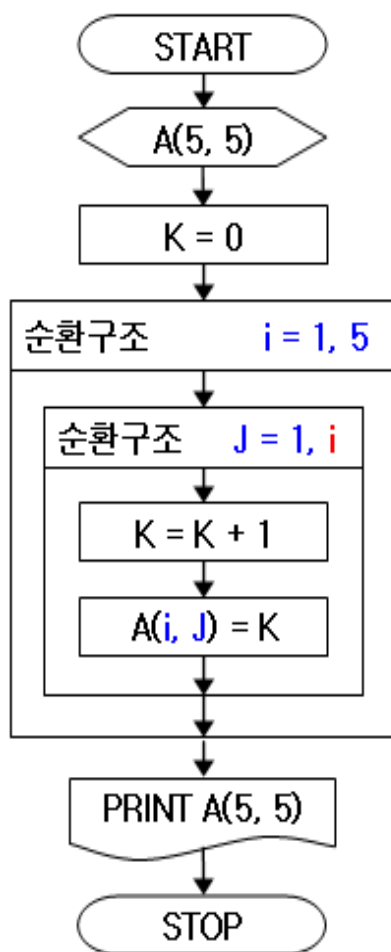 START
A(5, 5)
K = 0
순환구조 i = 1, 5
순환구조 J = 1, i
K = K + 1
A(i, J) = K
PRINT A(5, 5)
STOP